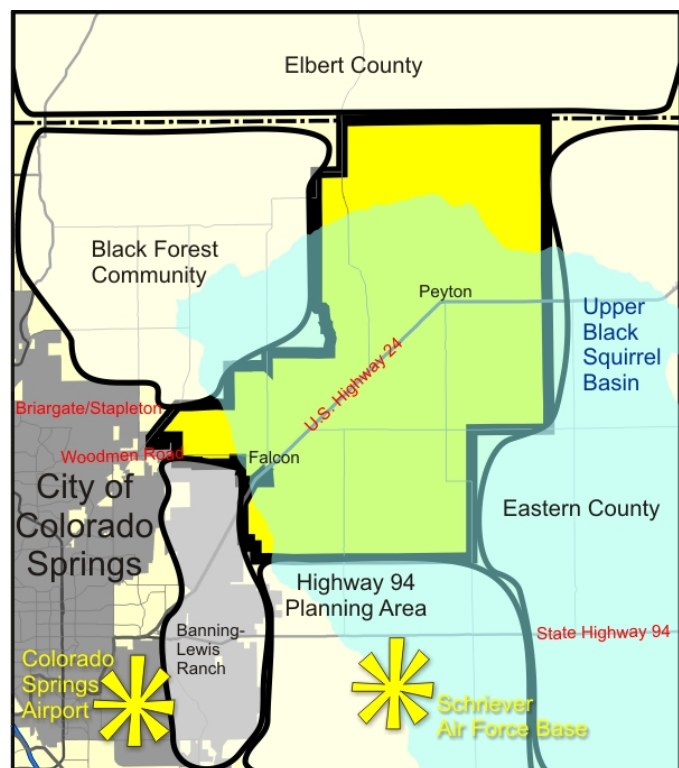 Elbert County
Black Forest
Community
Peyton
Upper
Black
Squirrel
Basin
U.S. Highway 24
Briargate/Stapleton
Woodmen Road
Falcon
City of
Colorado
Springs
Eastern County
Highway 94
Planning Area
Banning-
Lewis
Ranch
State Highway 94
Colorado
Springs
Airport
Schriever
Air Force Base